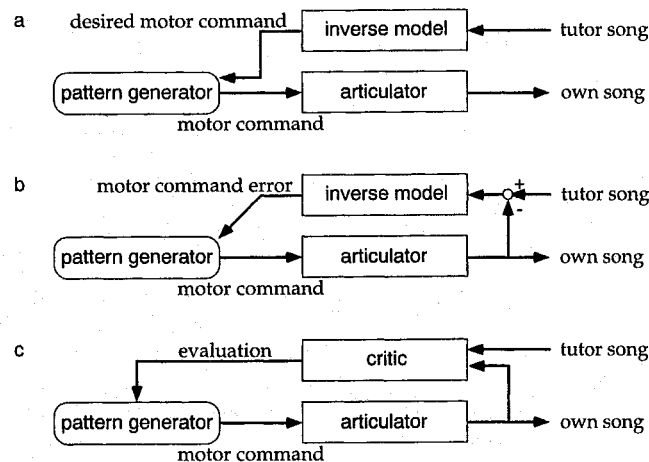 a
desired motor command
inverse model
tutor song
pattern generator
articulator
own song
motor command
b
motor command error
inverse model
+
tutor song
-
pattern generator
articulator
own song
motor command
c
evaluation
critic
tutor song
pattern generator
articulator
own song
motor command